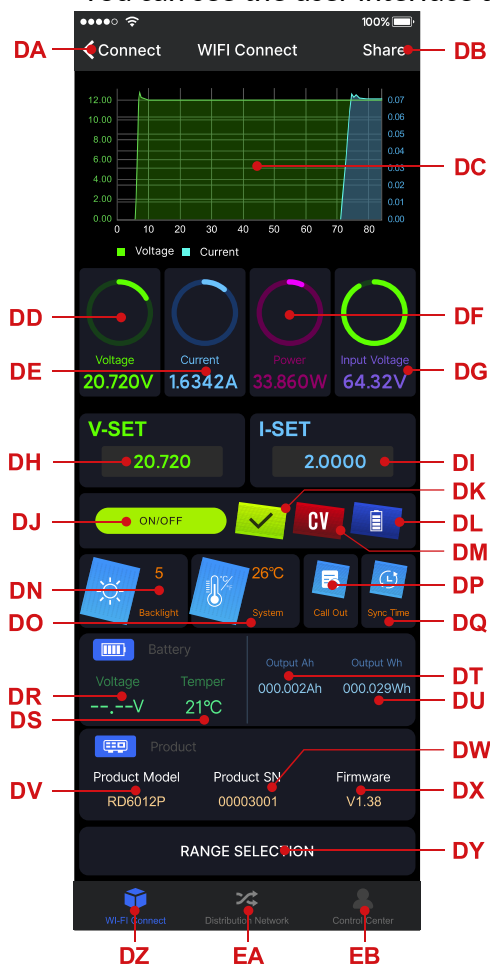 100%
DA Connect WIFI Connect Share DB
12.00 0.07
10.00 0.06
0.05
8.00 0.04
6.00 0.03
DC
4.00 0.02
2.00 0.01
0.00 0.00
0 10 20 30 40 50 60 70 80
Voltage Current
DD DF
Voltage Current Power Input Voltage
DE 20.720V 1.6342A 33.860W 64.32V DG
V-SET I-SET
DH 20.720 2.0000 DI
DK
DJ ON/OFF CV DL
DM
5 26°C °C/°F
DN DP
Backlight System Call Out Sync Time
DO DQ
Battery
Output Ah Output Wh DT
Voltage Temper 000.002Ah 000.029Wh
DR DU
--.--V 21°C
DS
Product DW
Product Model Product SN Firmware
DV DX
RD6012P 00003001 V1.38
RANGE SELECTION DY
WI-FI Connect Distribution Network Control Center
DZ EA EB